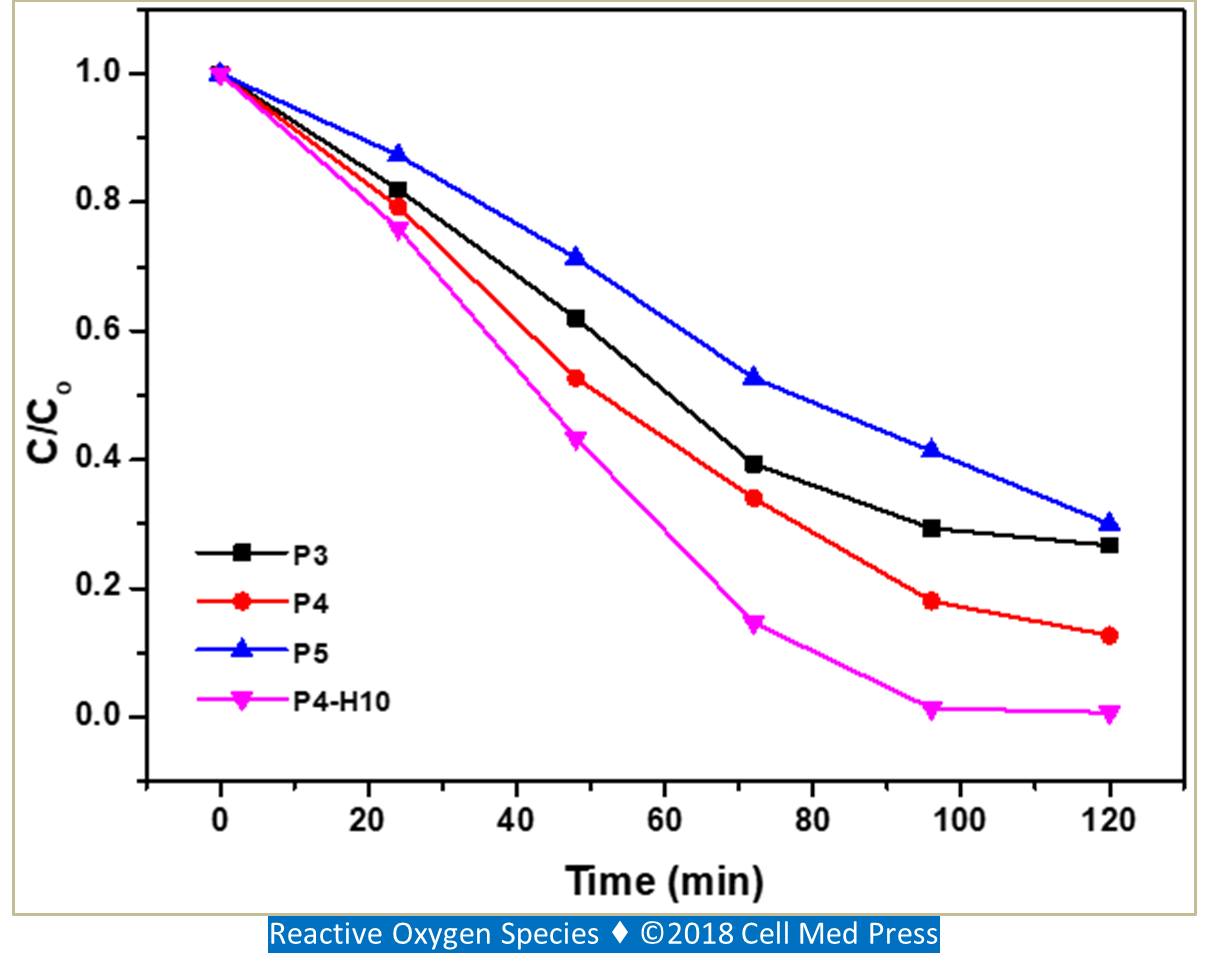 1.0
0.8
0.6
0.4
0.2
0.0
C/Co
P3
P4
P5
P4-H10
0 20 40 60 80 100 120
Time (min)
Reactive Oxygen Species ♦ ©2018 Cell Med Press